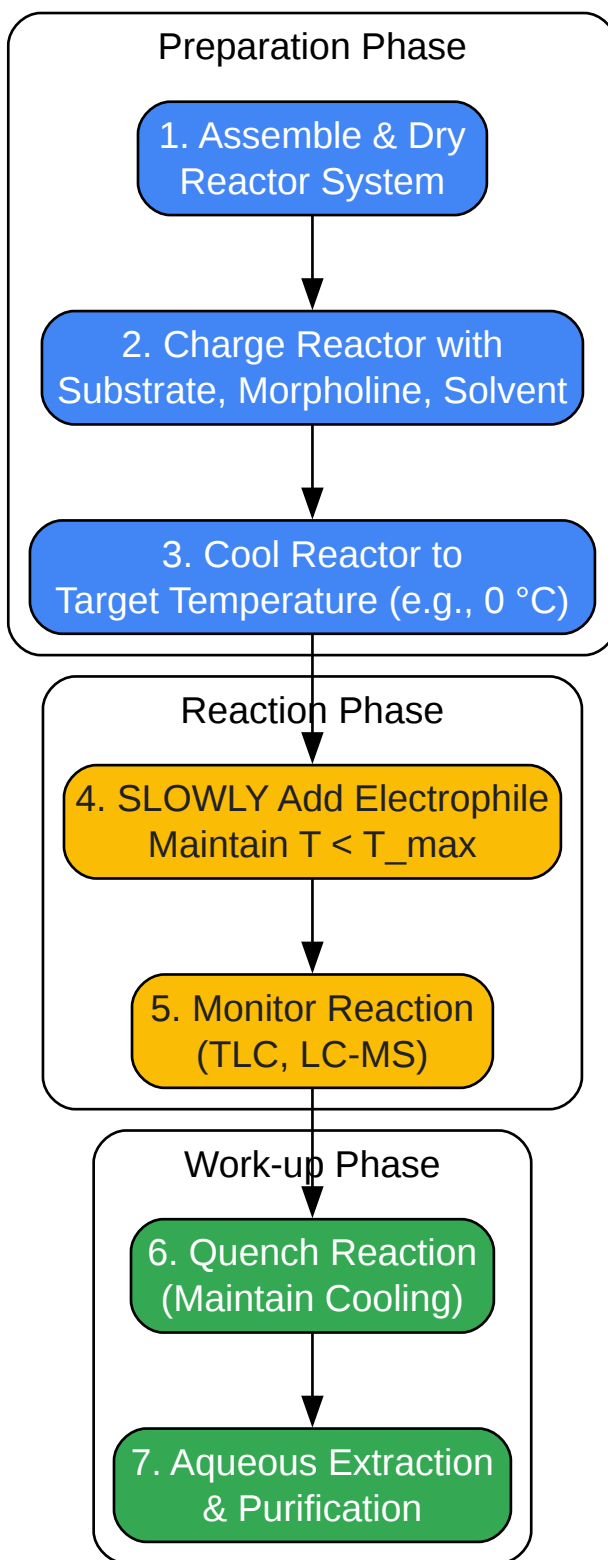 Preparation Phase
1. Assemble & Dry
Reactor System
2. Charge Reactor with
Substrate, Morpholine, Solvent
3. Cool Reactor to
Target Temperature (e.g., 0 °C)
Reaction Phase
4. SLOWLY Add Electrophile
Maintain T < T_max
5. Monitor Reaction
(TLC, LC-MS)
Work-up Phase
6. Quench Reaction
(Maintain Cooling)
7. Aqueous Extraction
& Purification